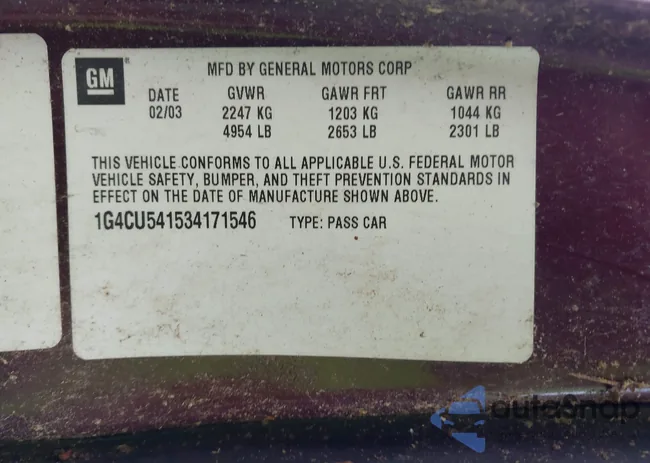 GM
MFD BY GENERAL MOTORS CORP
DATE GVWR GAWR FRT GAWR RR
02/03 2247 KG 1203 KG 1044 KG
4954 LB 2653 LB 2301 LB
THIS VEHICLE CONFORMS TO ALL APPLICABLE U.S. FEDERAL MOTOR
VEHICLE SAFETY, BUMPER, AND THEFT PREVENTION STANDARDS IN
EFFECT ON THE DATE OF MANUFACTURE SHOWN ABOVE.
1G4CU541534171546 TYPE: PASS CAR
autoSnap